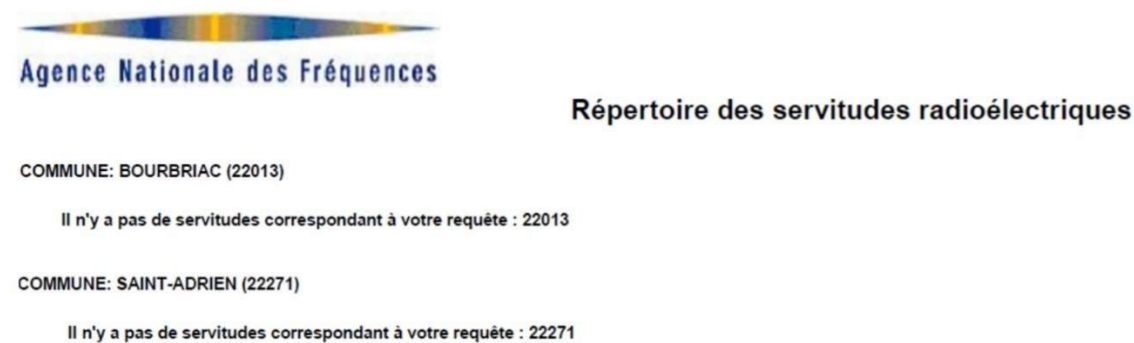 Agence Nationale des Fréquences
Répertoire des servitudes radioélectriques
COMMUNE: BOURBRIAC (22013)
Il n'y a pas de servitudes correspondant à votre requête : 22013
COMMUNE: SAINT-ADRIEN (22271)
Il n'y a pas de servitudes correspondant à votre requête : 22271